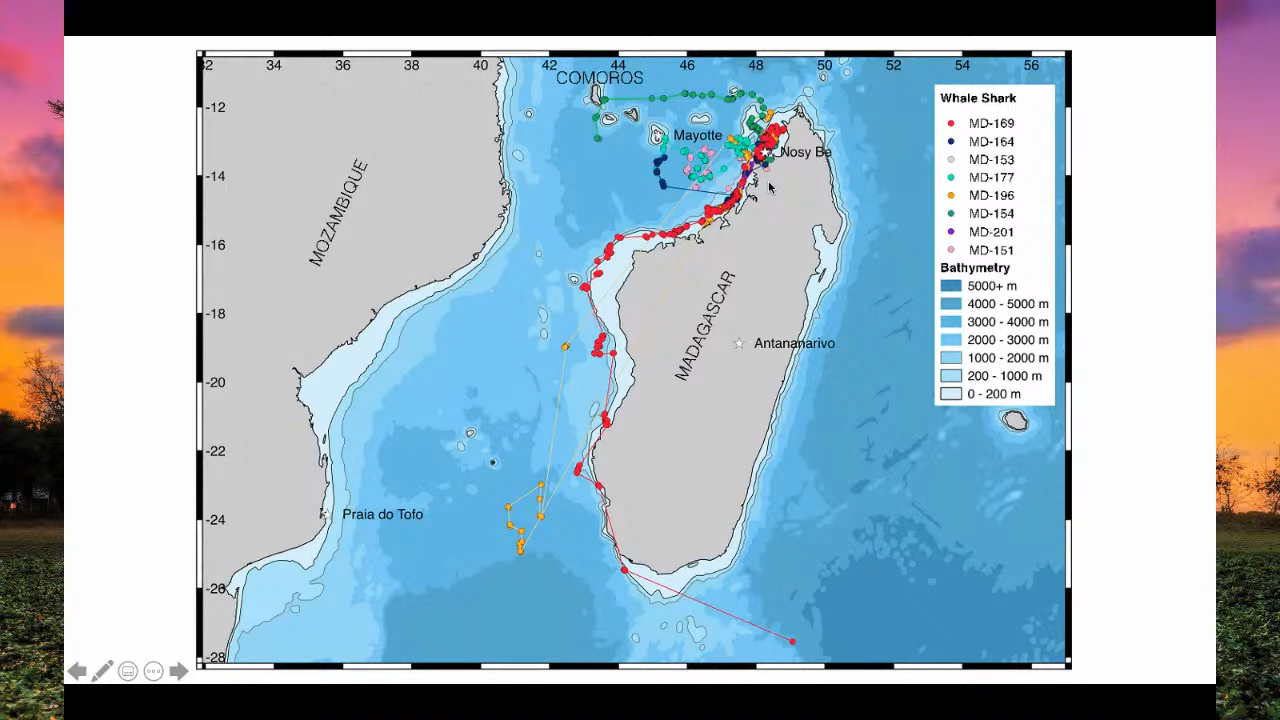 32 34 36 38 40 42 44 46 48 50 52 54 56
COMOROS
-12
Mayotte
Nosy Be
-14
MOZAMBIQUE
-16
-18
MADAGASCAR
Antananarivo
-20
-22
Praia do Tofo
-24
-26
-28
Whale Shark
MD-169
MD-164
MD-153
MD-177
MD-196
MD-154
MD-201
MD-151
Bathymetry
5000+ m
4000 - 5000 m
3000 - 4000 m
2000 - 3000 m
1000 - 2000 m
200 - 1000 m
0 - 200 m